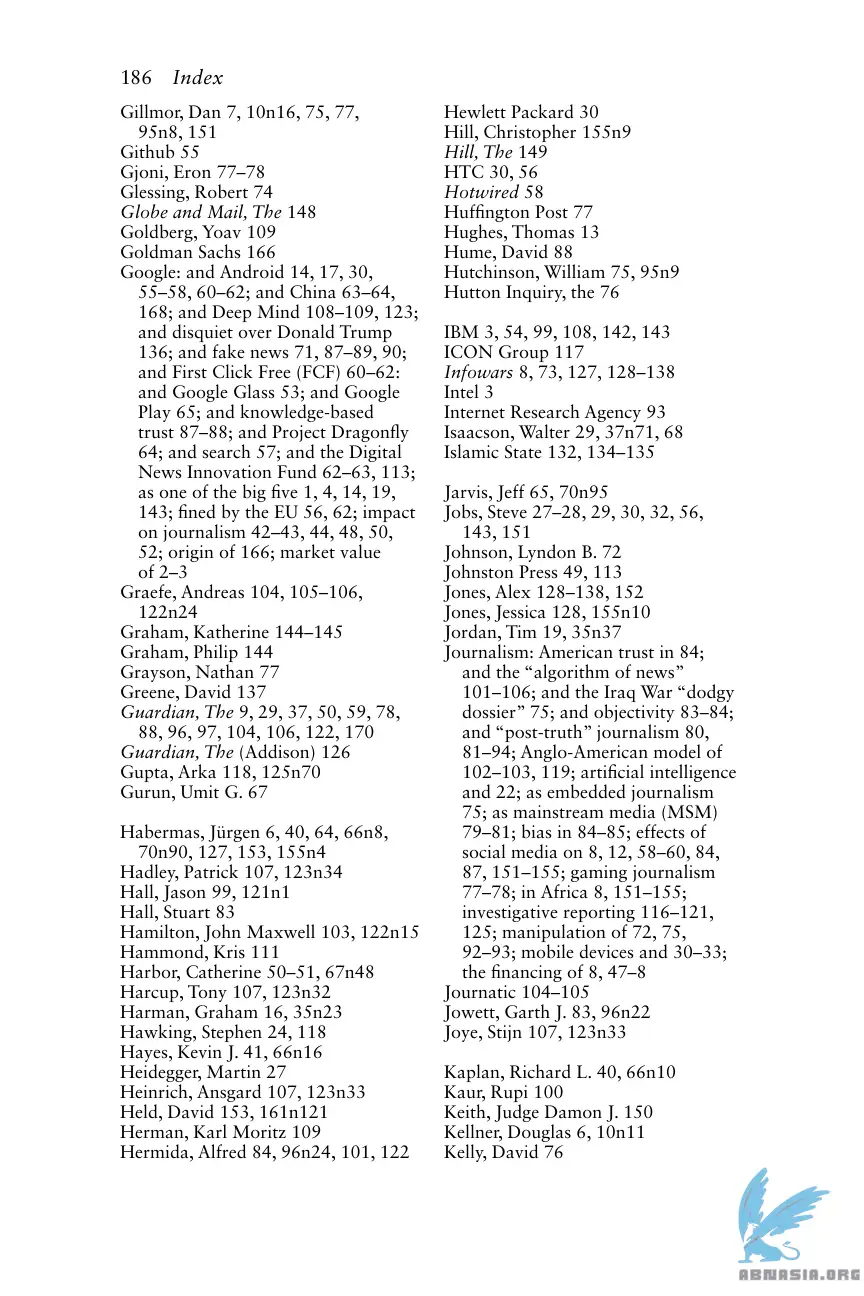 186 Index
Gillmor, Dan 7, 10n16, 75, 77,
95n8, 151
Github 55
Gjoni, Eron 77–78
Glessing, Robert 74
Globe and Mail, The 148
Goldberg, Yoav 109
Goldman Sachs 166
Google: and Android 14, 17, 30,
55–58, 60–62; and China 63–64,
168; and Deep Mind 108–109, 123;
and disquiet over Donald Trump
136; and fake news 71, 87–89, 90;
and First Click Free (FCF) 60–62:
and Google Glass 53; and Google
Play 65; and knowledge-based
trust 87–88; and Project Dragonfly
64; and search 57; and the Digital
News Innovation Fund 62–63, 113;
as one of the big five 1, 4, 14, 19,
143; fined by the EU 56, 62; impact
on journalism 42–43, 44, 48, 50,
52; origin of 166; market value
of 2–3
Graefe, Andreas 104, 105–106,
122n24
Graham, Katherine 144–145
Graham, Philip 144
Grayson, Nathan 77
Greene, David 137
Guardian, The 9, 29, 37, 50, 59, 78,
88, 96, 97, 104, 106, 122, 170
Guardian, The (Addison) 126
Gupta, Arka 118, 125n70
Gurun, Umit G. 67
Habermas, Jürgen 6, 40, 64, 66n8,
70n90, 127, 153, 155n4
Hadley, Patrick 107, 123n34
Hall, Jason 99, 121n1
Hall, Stuart 83
Hamilton, John Maxwell 103, 122n15
Hammond, Kris 111
Harbor, Catherine 50–51, 67n48
Harcup, Tony 107, 123n32
Harman, Graham 16, 35n23
Hawking, Stephen 24, 118
Hayes, Kevin J. 41, 66n16
Heidegger, Martin 27
Heinrich, Ansgard 107, 123n33
Held, David 153, 161n121
Herman, Karl Moritz 109
Hermida, Alfred 84, 96n24, 101, 122
Hewlett Packard 30
Hill, Christopher 155n9
Hill, The 149
HTC 30, 56
Hotwired 58
Huffington Post 77
Hughes, Thomas 13
Hume, David 88
Hutchinson, William 75, 95n9
Hutton Inquiry, the 76
IBM 3, 54, 99, 108, 142, 143
ICON Group 117
Infowars 8, 73, 127, 128–138
Intel 3
Internet Research Agency 93
Isaacson, Walter 29, 37n71, 68
Islamic State 132, 134–135
Jarvis, Jeff 65, 70n95
Jobs, Steve 27–28, 29, 30, 32, 56,
143, 151
Johnson, Lyndon B. 72
Johnston Press 49, 113
Jones, Alex 128–138, 152
Jones, Jessica 128, 155n10
Jordan, Tim 19, 35n37
Journalism: American trust in 84;
and the “algorithm of news”
101–106; and the Iraq War “dodgy
dossier” 75; and objectivity 83–84;
and “post-truth” journalism 80,
81–94; Anglo-American model of
102–103, 119; artificial intelligence
and 22; as embedded journalism
75; as mainstream media (MSM)
79–81; bias in 84–85; effects of
social media on 8, 12, 58–60, 84,
87, 151–155; gaming journalism
77–78; in Africa 8, 151–155;
investigative reporting 116–121,
125; manipulation of 72, 75,
92–93; mobile devices and 30–33;
the financing of 8, 47–8
Journatic 104–105
Jowett, Garth J. 83, 96n22
Joye, Stijn 107, 123n33
Kaplan, Richard L. 40, 66n10
Kaur, Rupi 100
Keith, Judge Damon J. 150
Kellner, Douglas 6, 10n11
Kelly, David 76
ABNASIA.ORG